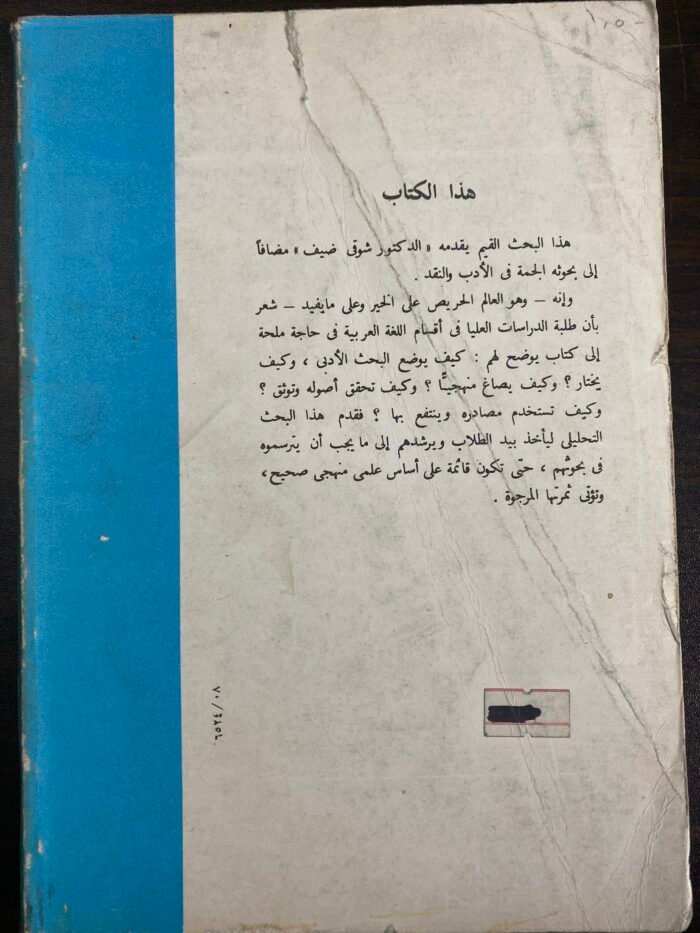 هذا الكتاب
هذا البحث القيم يقدمه « الدكتور شوقى ضيف » مضافاً
إلى بحوثه الجمة فى الأدب والنقد .
وإنه – وهو العالم الحريص على الخير وعلى مايفيد – شعر
بأن طلبة الدراسات العليا فى أقسام اللغة العربية فى حاجة ملحة
إلى كتاب يوضح لهم : كيف يوضع البحث الأدبى ، وكيف
يختار ؟ وكيف يصاغ منهجيًّا ؟ وكيف تحقق أصوله وتوثق ؟
وكيف تستخدم مصادره وينتفع بها ؟ فقدم هذا البحث
التحليلى ليأخذ بيد الطلاب ويرشدهم إلى مايجب أن يترسموه
فى بحوثهم ، حتى تكون قائمة على أساس علمى منهجى صحيح ،
وتؤتى ثمرتها المرجوة .